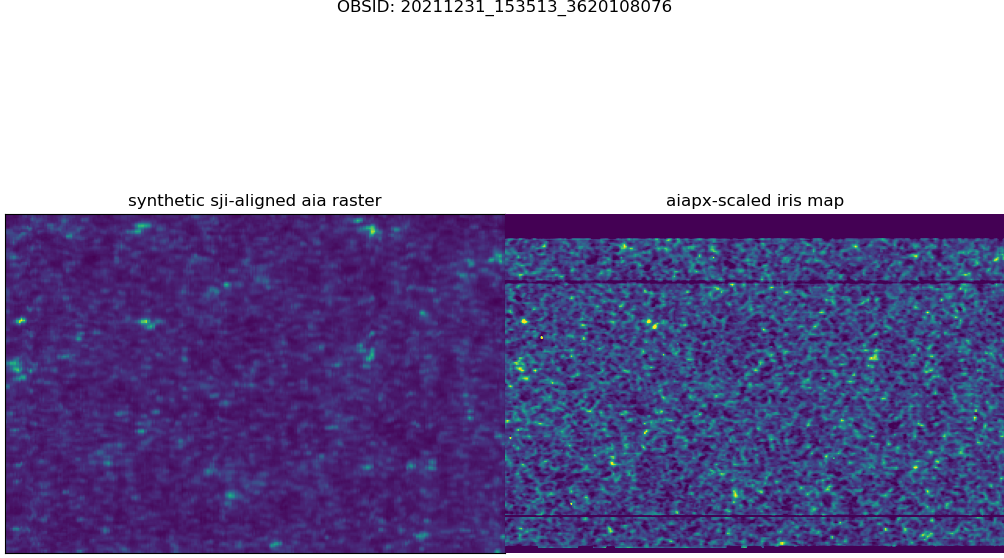 OBSID: 20211231_153513_3620108076
synthetic sji-aligned aia raster
aiapx-scaled iris map